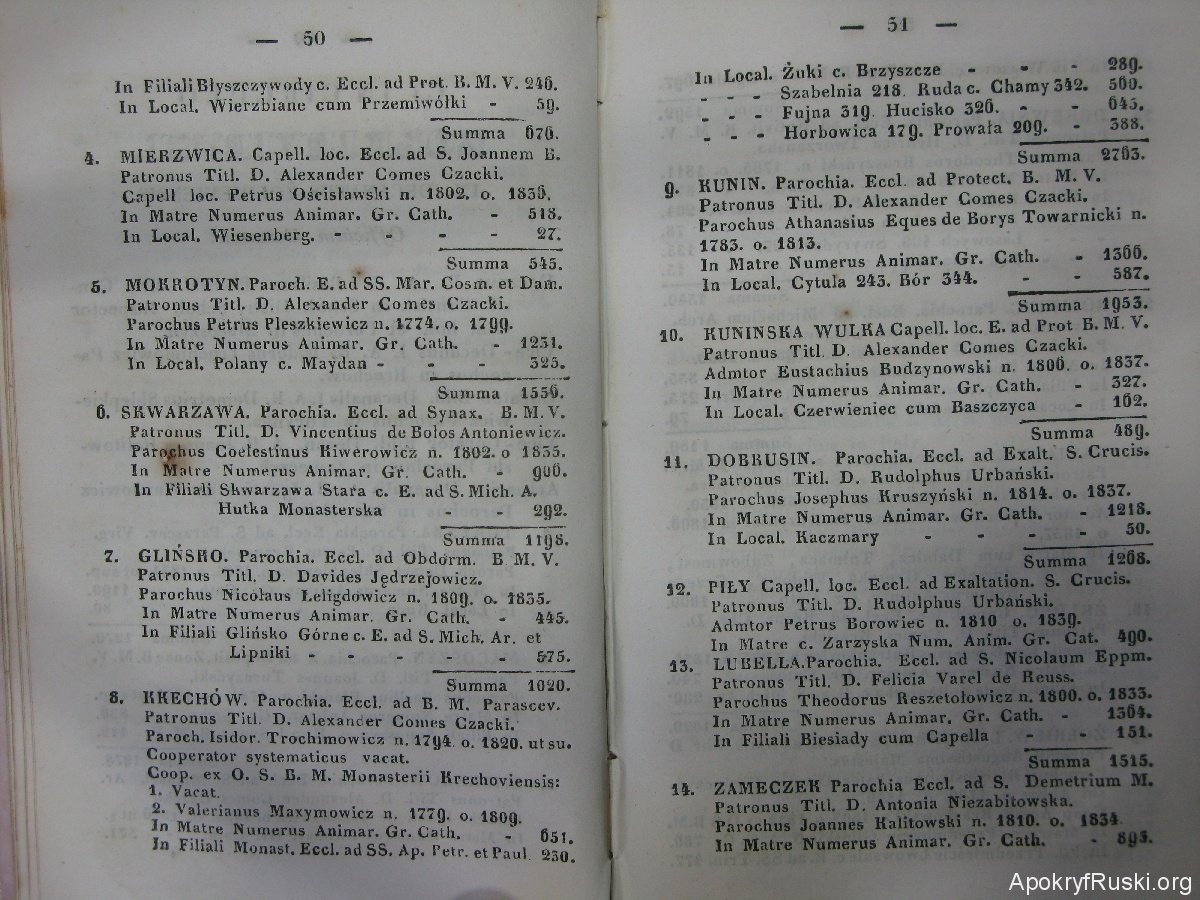 — 50 —
In Filiali Błyszczywody c. Eccl. ad Prot. B. M. V. 246.
In Local. Wierzbiane cum Przemiwółki - 59.
Summa 676.
4. MIERZWICA. Capell. loc. Eccl. ad S. Joannem B.
Patronus Titl. D. Alexander Comes Czacki.
Capell loc. Petrus Ościsławski n. 1802. o. 1836.
In Matre Numerus Animar. Gr. Cath. - 518.
In Local. Wiesenberg. - - - - 27.
Summa 545.
5. MOKROTYN. Paroch. E. ad SS. Mar. Cosm. et Dam.
Patronus Titl. D. Alexander Comes Czacki.
Parochus Petrus Pleszkiewicz n. 1774. o. 1799.
In Matre Numerus Animar. Gr. Cath. - 1231.
In Local. Polany c. Maydan - - - 325.
Summa 1556.
6. SKWARZAWA. Parochia. Eccl. ad Synax. B. M. V.
Patronus Titl. D. Vincentius de Bołos Antoniewicz.
Parochus Coelestinus Kiwerowicz n. 1802. o 1835.
In Matre Numerus Animar. Gr. Cath. - 906.
In Filiali Skwarzawa Stara c. E. ad S. Mich. A.
Hutka Monasterska - 292.
Summa 1198.
7. GLIŃSKO. Parochia. Eccl. ad Obdorm. B M. V.
Patronus Titl. D. Davides Jędrzejowicz.
Parochus Nicolaus Łeligdowicz n. 1809. o. 1835.
In Matre Numerus Animar. Gr. Cath. - 445.
In Filiali Glińsko Górne c. E. ad S. Mich. Ar. et
Lipniki - - - - - 575.
Summa 1020.
8. KRECHÓW. Parochia. Eccl. ad B. M. Parascev.
Patronus Titl. D. Alexander Comes Czacki.
Paroch. Isidor. Trochimowicz n. 1794. o. 1820. ut su.
Cooperator systematicus vacat.
Coop. ex O. S. B. M. Monasterii Krechoviensis:
1. Vacat.
2. Valerianus Maxymowicz n. 1779. o. 1809.
In Matre Numerus Animar. Gr. Cath. - 651.
In Filiali Monast. Eccl. ad SS. Ap. Petr. et Paul. 230.
— 51 —
In Local. Żuki c. Brzyszcze - - - 289.
- - - Szabelnia 218. Ruda c. Chamy 342. 560.
- - - Fujna 319. Hucisko 326. - - 645.
- - - Horbowica 179. Prowała 209. - 388.
Summa 2763.
9. KUNIN. Parochia. Eccl. ad Protect. B. M. V.
Patronus Titl. D. Alexander Comes Czacki.
Parochus Athanasius Eques de Borys Towarnicki n.
1783. o. 1813.
In Matre Numerus Animar. Gr. Cath. - 1366.
In Local. Cytula 243. Bór 344. - - 587.
Summa 1953.
10. KUNINSKA WULKA Capell. loc. E. ad Prot B. M. V.
Patronus Titl. D. Alexander Comes Czacki.
Admtor Eustachius Budzynowski n. 1806. o. 1837.
In Matre Numerus Animar. Gr. Cath. - 327.
In Local. Czerwieniec cum Baszczyca - 162.
Summa 489.
11. DOBRUSIN. Parochia. Eccl. ad Exalt. S. Crucis.
Patronus Titl. D. Rudolphus Urbański.
Parochus Josephus Kruszyński n. 1814. o. 1837.
In Matre Numerus Animar. Gr. Cath. - 1218.
In Local. Kaczmary - - - - 50.
Summa 1268.
12. PIŁY Capell. loc. Eccl. ad Exaltation. S. Crucis.
Patronus Titl. D. Rudolphus Urbański.
Admtor Petrus Borowiec n. 1810 o. 1839.
In Matre c. Zarzyska Num. Anim. Gr. Cat. 490.
13. LUBELLA. Parochia. Eccl. ad S. Nicolaum Eppm.
Patronus Titl. D. Felicia Varel de Reuss.
Parochus Theodorus Reszetołowicz n. 1800. o. 1833.
In Matre Numerus Animar. Gr. Cath. - 1364.
In Filiali Biesiady cum Capella - 151.
Summa 1515.
14. ZAMECZEK Parochia Eccl. ad S. Demetrium M.
Patronus Titl. D. Antonia Niezabitowska.
Parochus Joannes Kalitowski n. 1810. o. 1834
In Matre Numerus Animar. Gr. Cath. - 893.
ApokryfRuski.org